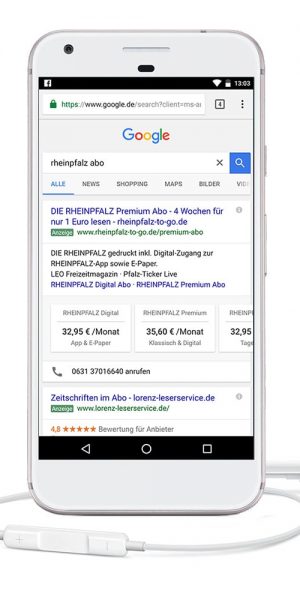 13:03
https://www.google.de/search?client=ms-a
4
Google
rheinpfalz abo
ALLE NEWS SHOPPING MAPS BILDER VID
DIE RHEINPFALZ Premium Abo - 4 Wochen für
nur 1 Euro lesen - rheinpfalz-to-go.de
Anzeige www.rheinpfalz-to-go.de/premium-abo
DIE RHEINPFALZ gedruckt inkl. Digital-Zugang zur
RHEINPFALZ-App sowie E-Paper.
LEO Freizeitmagazin · Pfalz-Ticker Live
RHEINPFALZ Digital Abo · RHEINPFALZ Premium Abo
RHEINPFALZ Digital RHEINPFALZ Premium RHEINPF
32,95 € /Monat 35,60 € /Monat 32,95
App & E-Paper Klassisch & Digital Tage
0631 37016640 anrufen
Zeitschriften im Abo - lorenz-leserservice.de
Anzeige www.lorenz-leserservice.de/
4,8 ★★★★★ Bewertung für Anbieter